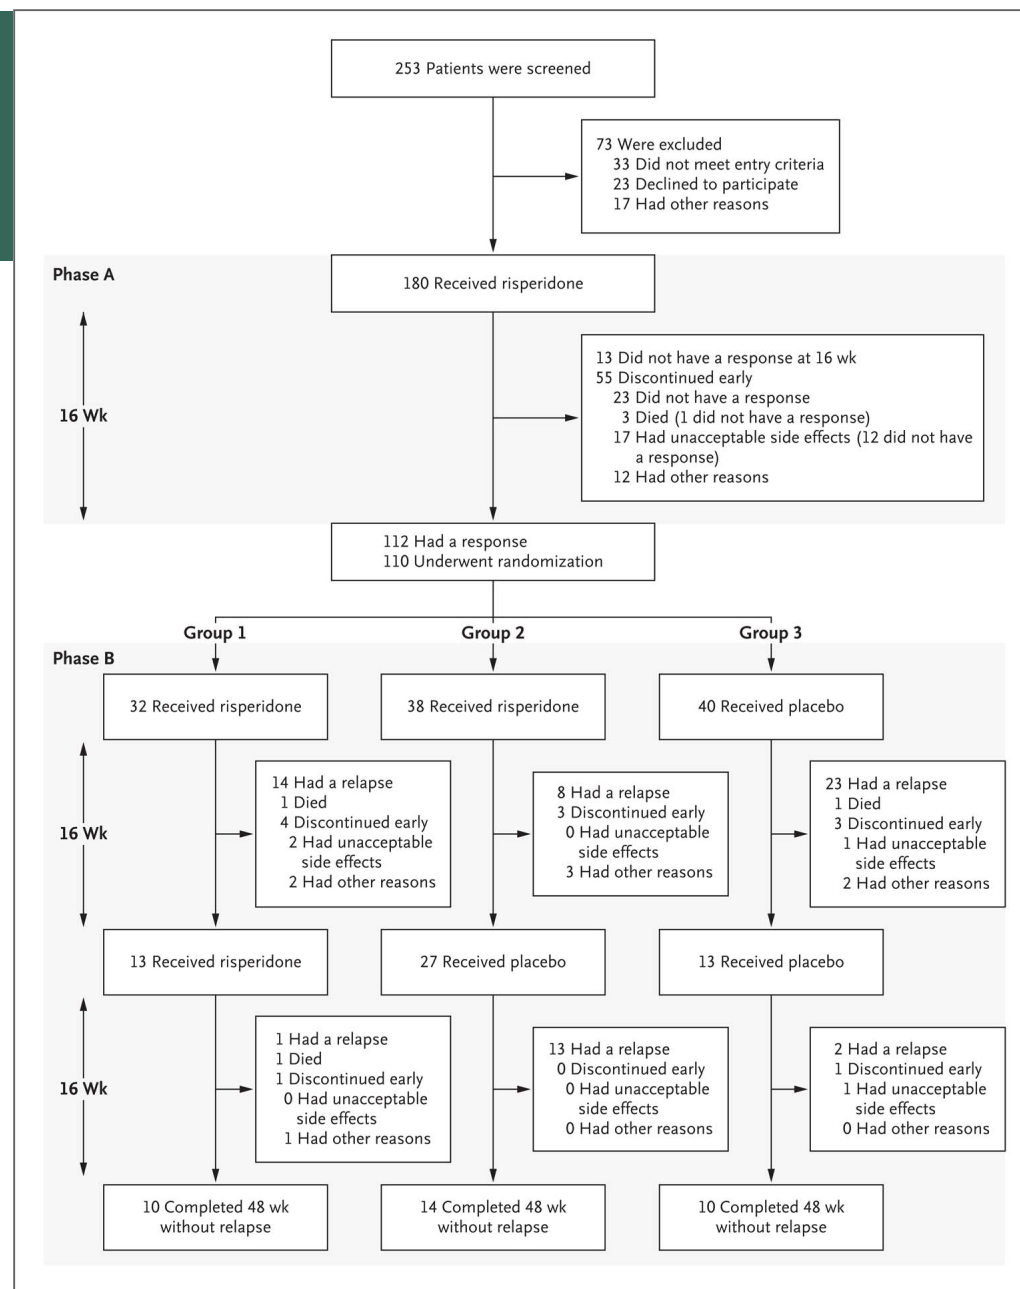 253 Patients were screened
73 Were excluded
33 Did not meet entry criteria
23 Declined to participate
17 Had other reasons
Phase A
180 Received risperidone
16 Wk
13 Did not have a response at 16 wk
55 Discontinued early
23 Did not have a response
3 Died (1 did not have a response)
17 Had unacceptable side effects (12 did not have
a response)
12 Had other reasons
112 Had a response
110 Underwent randomization
Group 1
Group 2
Group 3
Phase B
32 Received risperidone
38 Received risperidone
40 Received placebo
16 Wk
14 Had a relapse
1 Died
4 Discontinued early
2 Had unacceptable
side effects
2 Had other reasons
8 Had a relapse
3 Discontinued early
0 Had unacceptable
side effects
3 Had other reasons
23 Had a relapse
1 Died
3 Discontinued early
1 Had unacceptable
side effects
2 Had other reasons
13 Received risperidone
27 Received placebo
13 Received placebo
16 Wk
1 Had a relapse
1 Died
1 Discontinued early
0 Had unacceptable
side effects
1 Had other reasons
13 Had a relapse
0 Discontinued early
0 Had unacceptable
side effects
0 Had other reasons
2 Had a relapse
1 Discontinued early
1 Had unacceptable
side effects
0 Had other reasons
10 Completed 48 wk
without relapse
14 Completed 48 wk
without relapse
10 Completed 48 wk
without relapse